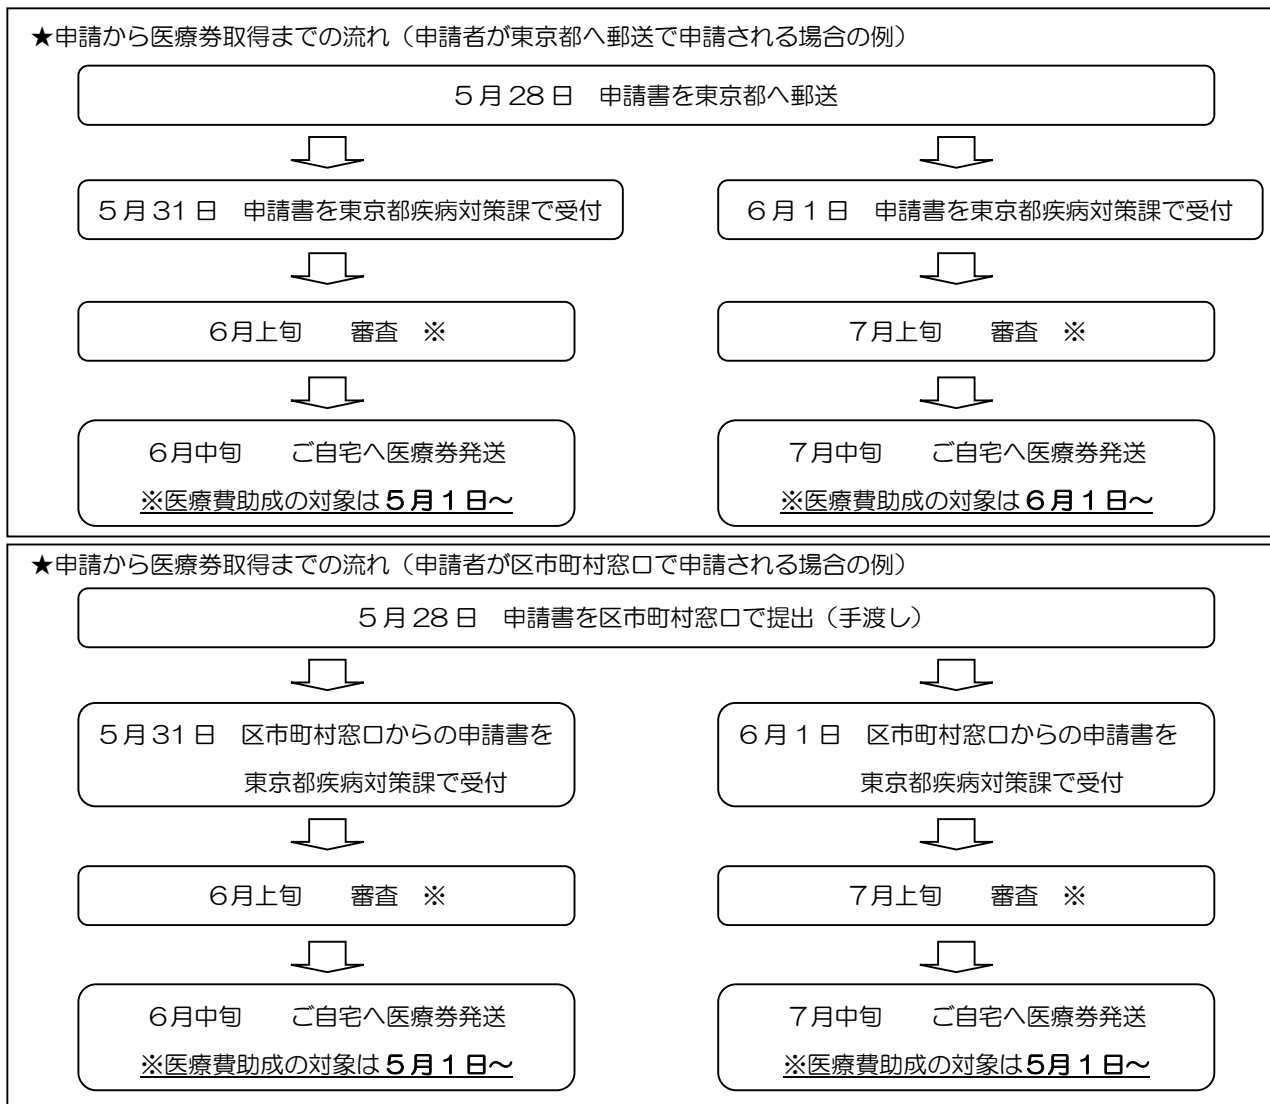 ★申請から医療券取得までの流れ（申請者が東京都へ郵送で申請される場合の例）
５月28日　申請書を東京都へ郵送
５月31日　申請書を東京都疾病対策課で受付
６月１日　申請書を東京都疾病対策課で受付
６月上旬　　審査　※
７月上旬　　審査　※
６月中旬　　ご自宅へ医療券発送
※医療費助成の対象は５月１日～
７月中旬　　ご自宅へ医療券発送
※医療費助成の対象は６月１日～
★申請から医療券取得までの流れ（申請者が区市町村窓口で申請される場合の例）
５月28日　申請書を区市町村窓口で提出（手渡し）
５月31日　区市町村窓口からの申請書を
東京都疾病対策課で受付
６月１日　区市町村窓口からの申請書を
東京都疾病対策課で受付
６月上旬　　審査　※
７月上旬　　審査　※
６月中旬　　ご自宅へ医療券発送
※医療費助成の対象は５月１日～
７月中旬　　ご自宅へ医療券発送
※医療費助成の対象は５月１日～